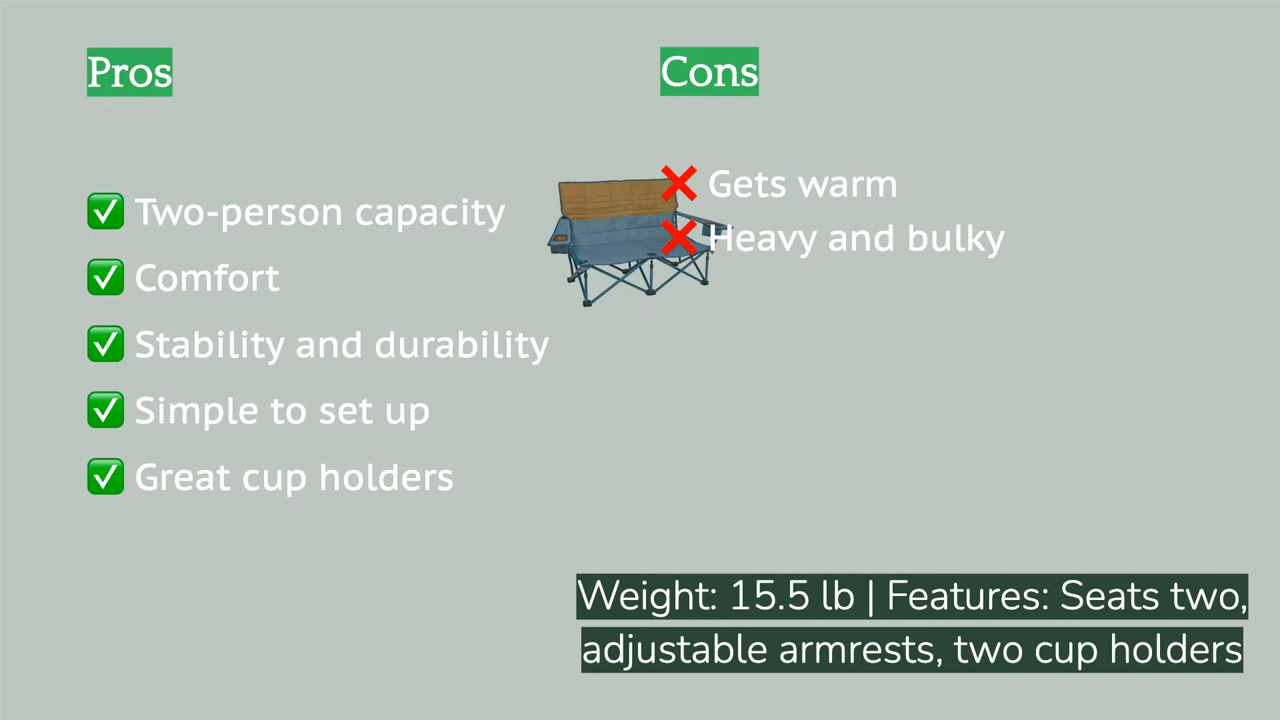 Pros
Two-person capacity
Comfort
Stability and durability
Simple to set up
Great cup holders
Cons
Gets warm
Heavy and bulky
Weight: 15.5 lb | Features: Seats two,
adjustable armrests, two cup holders